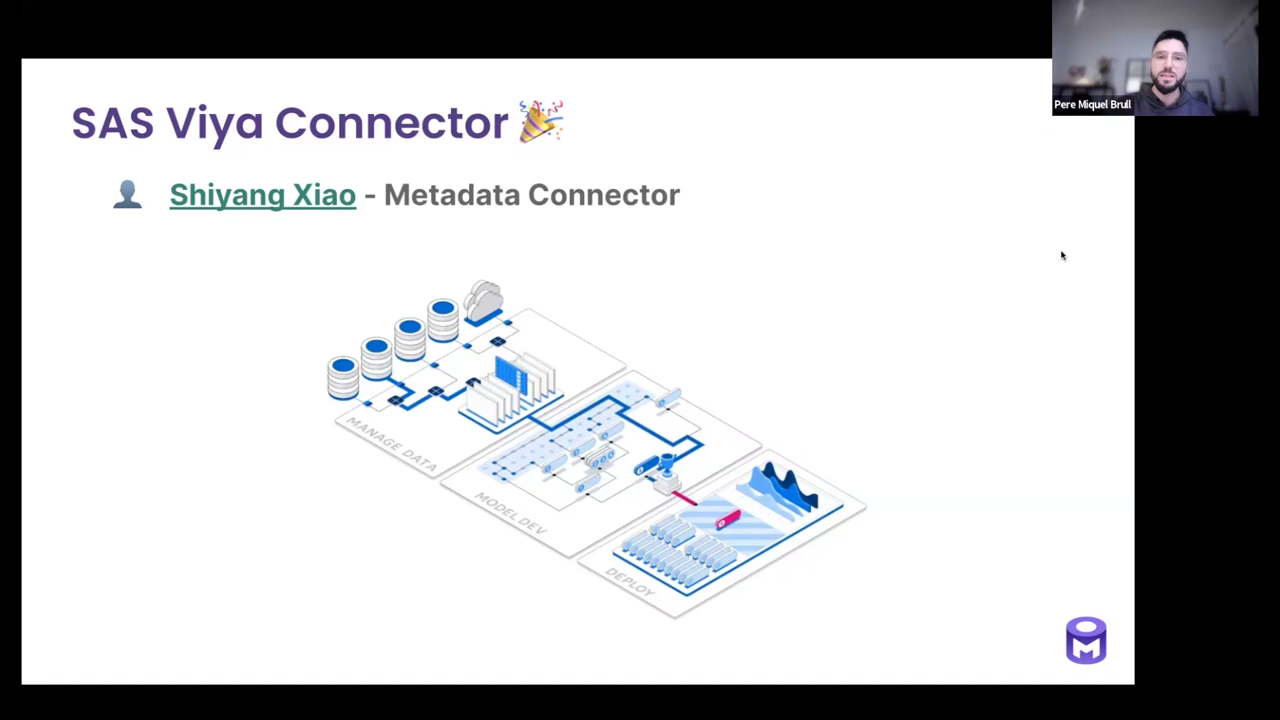 Pere Miquel Brull
SAS Viya Connector
Shiyang Xiao - Metadata Connector
MANAGE DATA
MODEL DEV
DEPLOY
M